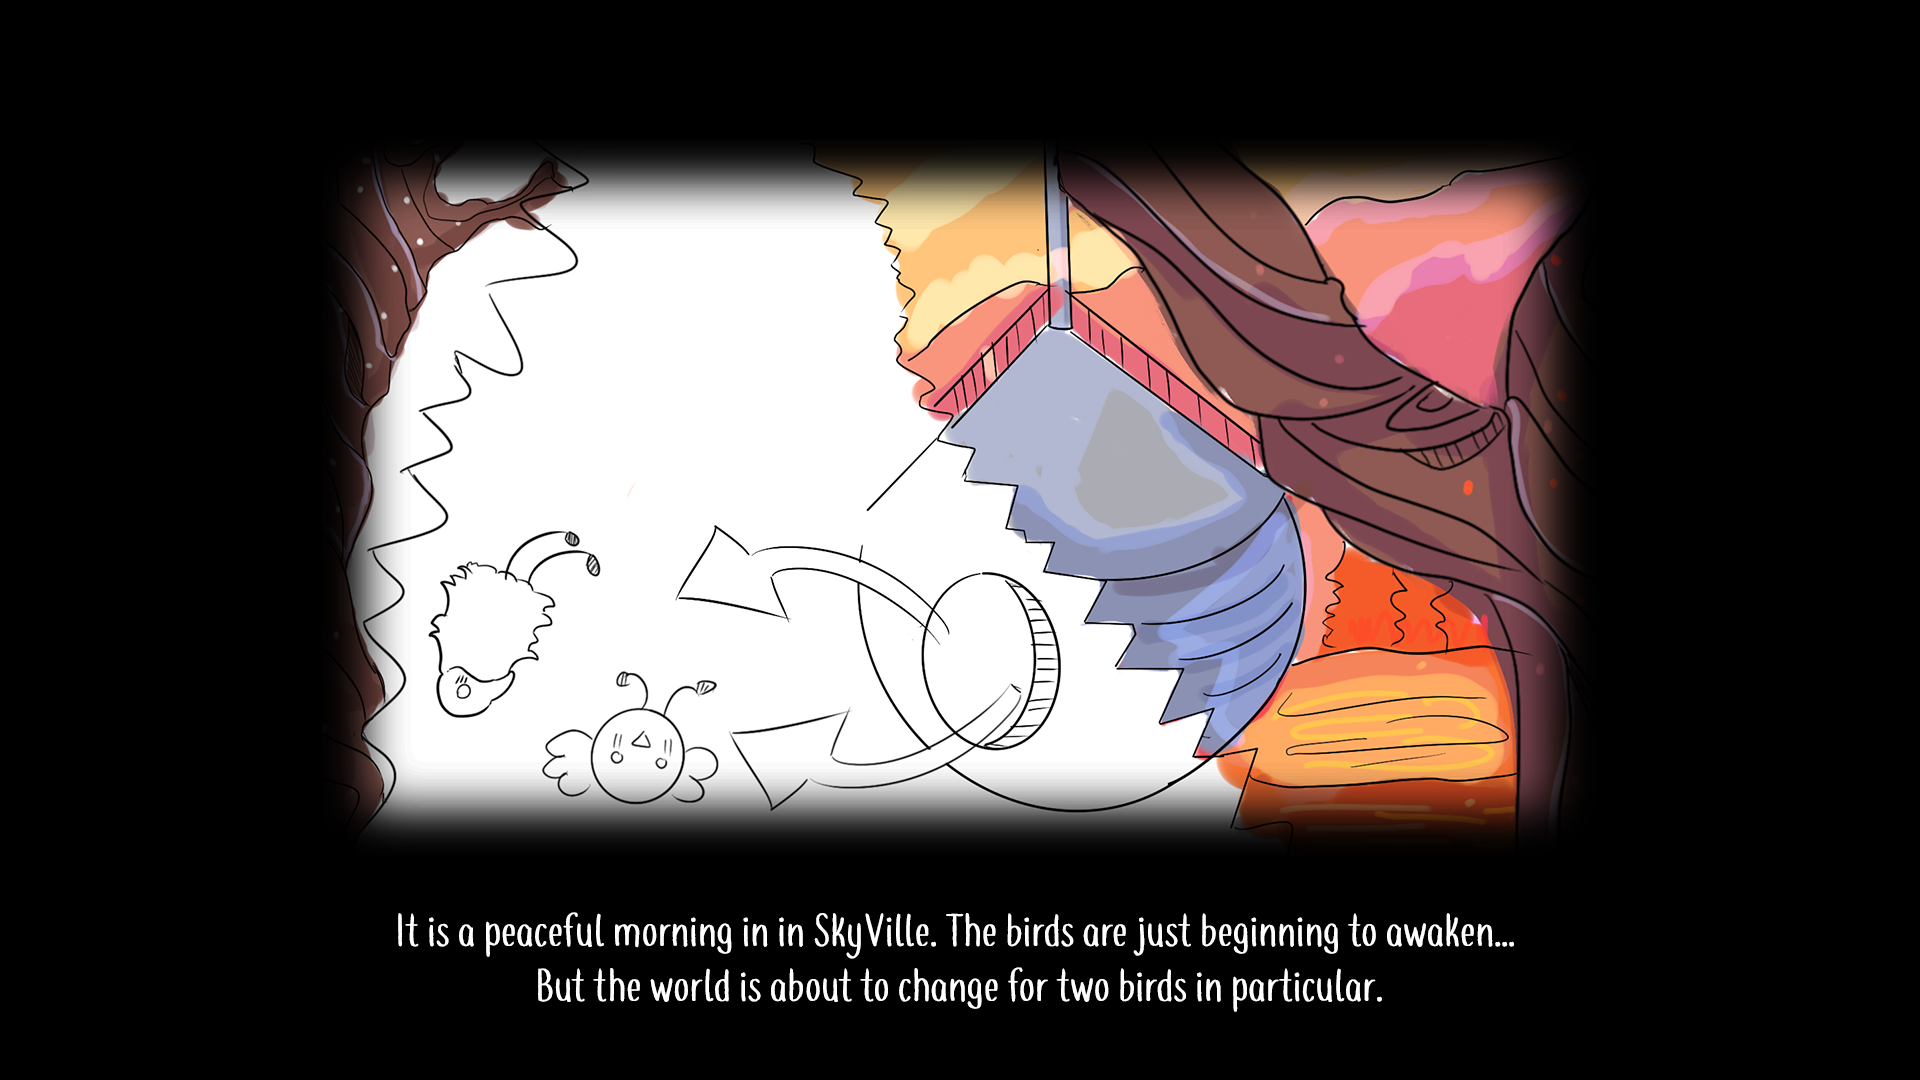 It is a peaceful morning in in SkyVille. The birds are just beginning to awaken...
But the world is about to change for two birds in particular.